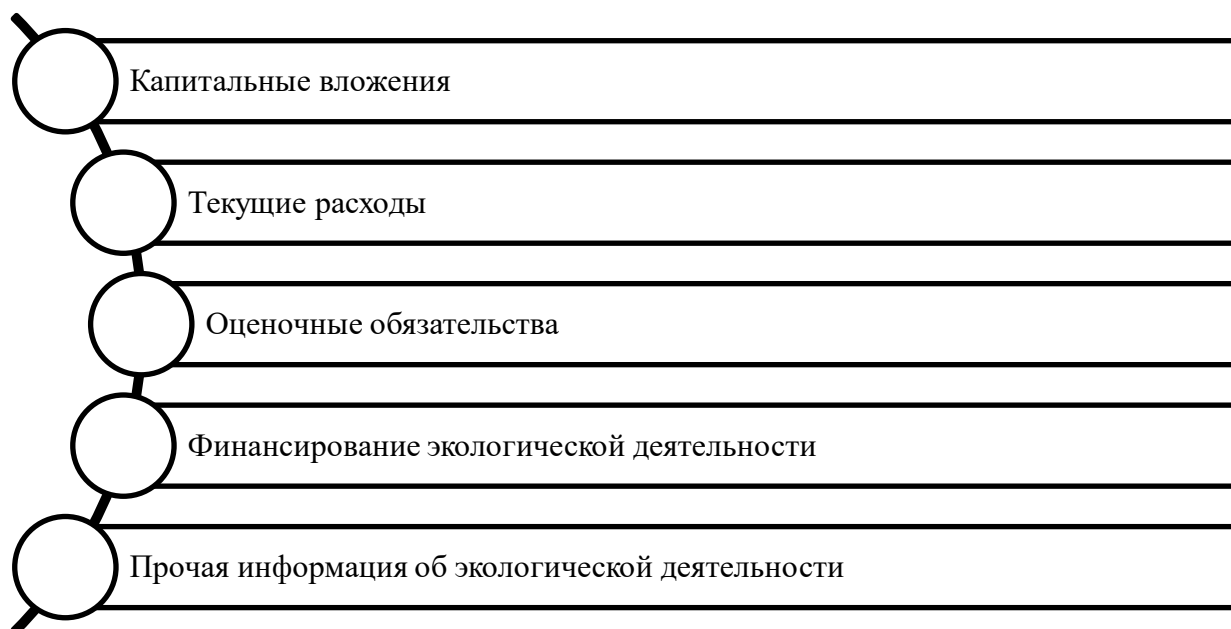 Капитальные вложения
Текущие расходы
Оценочные обязательства
Финансирование экологической деятельности
Прочая информация об экологической деятельности